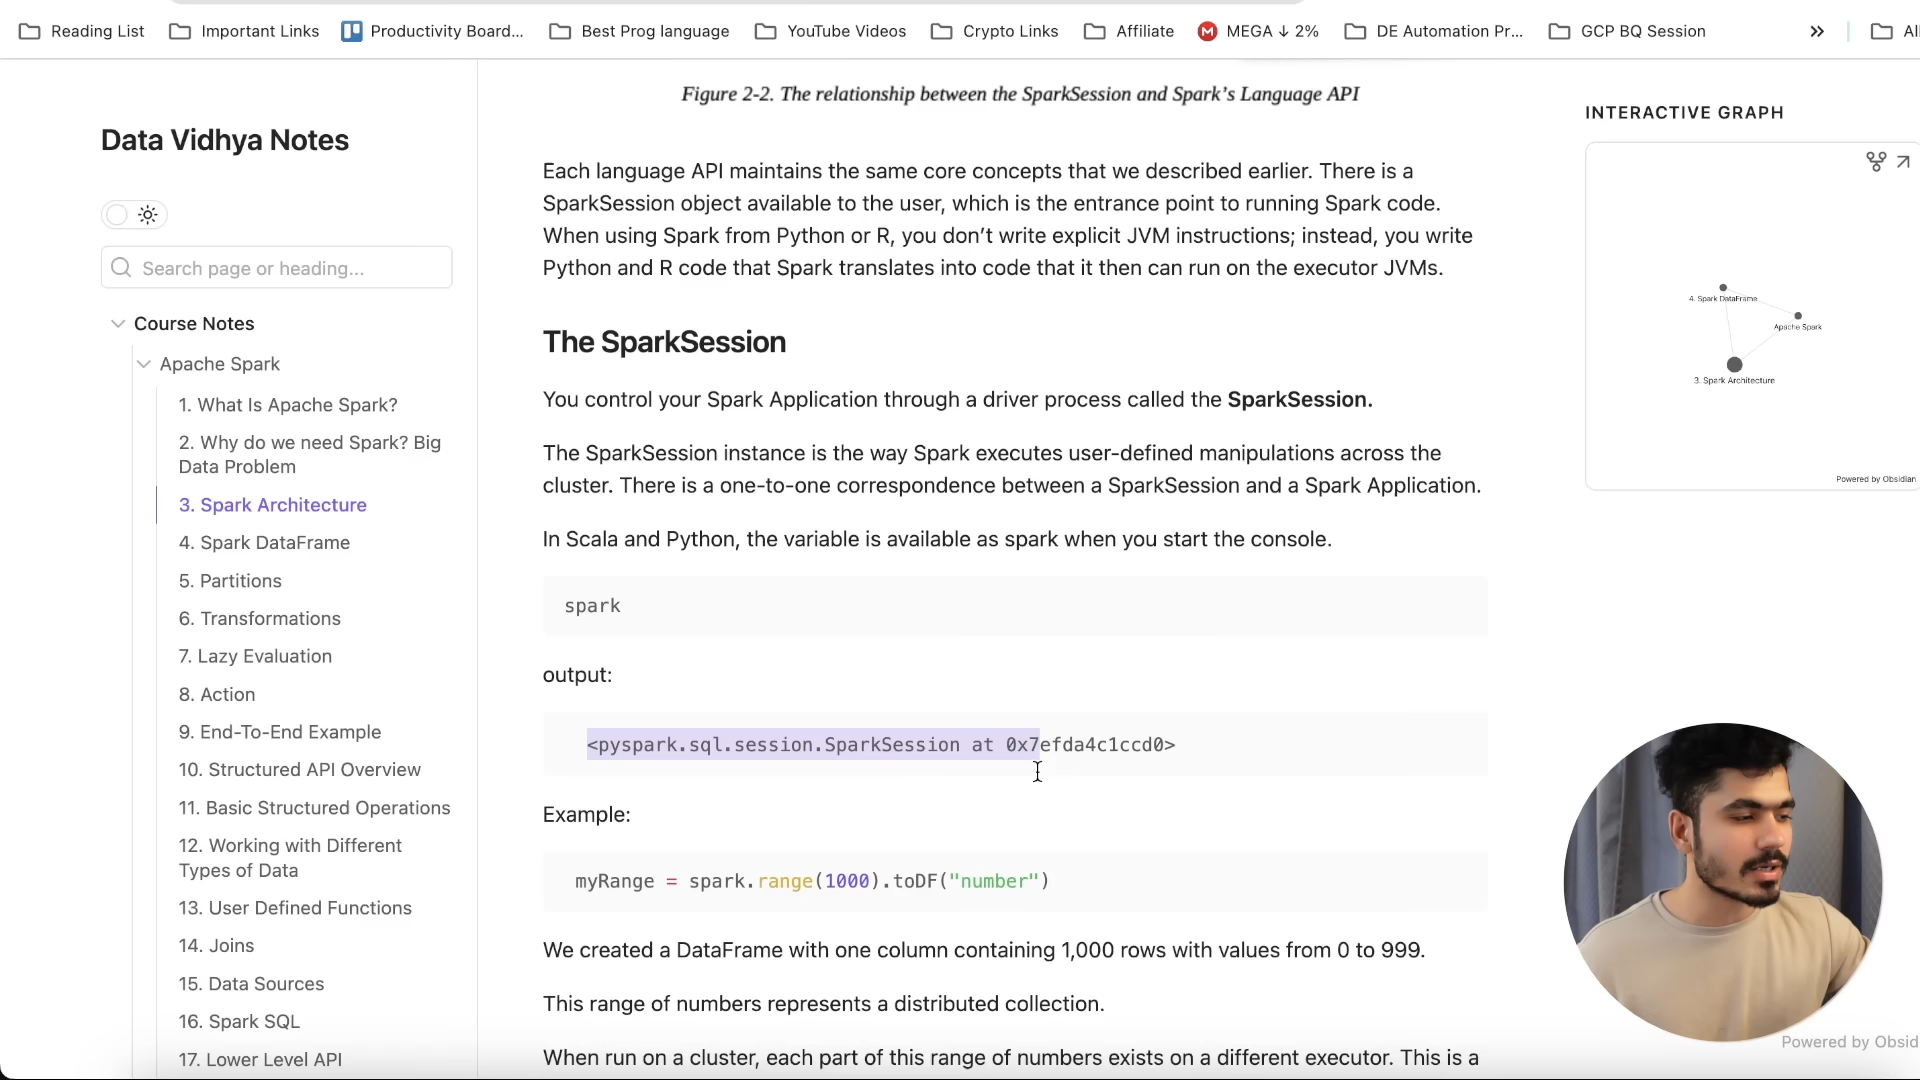 Reading List
Important Links
Productivity Board...
Best Prog language
YouTube Videos
Crypto Links
Affiliate
MEGA ↓ 2%
DE Automation Pr...
GCP BQ Session
»
Data Vidhya Notes
Search page or heading...
Course Notes
Apache Spark
1. What Is Apache Spark?
2. Why do we need Spark? Big
Data Problem
3. Spark Architecture
4. Spark DataFrame
5. Partitions
6. Transformations
7. Lazy Evaluation
8. Action
9. End-To-End Example
10. Structured API Overview
11. Basic Structured Operations
12. Working with Different
Types of Data
13. User Defined Functions
14. Joins
15. Data Sources
16. Spark SQL
17. Lower Level API
Figure 2-2. The relationship between the SparkSession and Spark's Language API
Each language API maintains the same core concepts that we described earlier. There is a
SparkSession object available to the user, which is the entrance point to running Spark code.
When using Spark from Python or R, you don't write explicit JVM instructions; instead, you write
Python and R code that Spark translates into code that it then can run on the executor JVMs.
The SparkSession
You control your Spark Application through a driver process called the SparkSession.
The SparkSession instance is the way Spark executes user-defined manipulations across the
cluster. There is a one-to-one correspondence between a SparkSession and a Spark Application.
In Scala and Python, the variable is available as spark when you start the console.
spark
output:
<pyspark.sql.session.SparkSession at 0x7efda4c1ccd0>
Example:
myRange = spark.range(1000).toDF("number")
We created a DataFrame with one column containing 1,000 rows with values from 0 to 999.
This range of numbers represents a distributed collection.
When run on a cluster, each part of this range of numbers exists on a different executor. This is a
INTERACTIVE GRAPH
4. Spark DataFrame
Apache Spark
3. Spark Architecture
Powered by Obsidian
Powered by Obsid